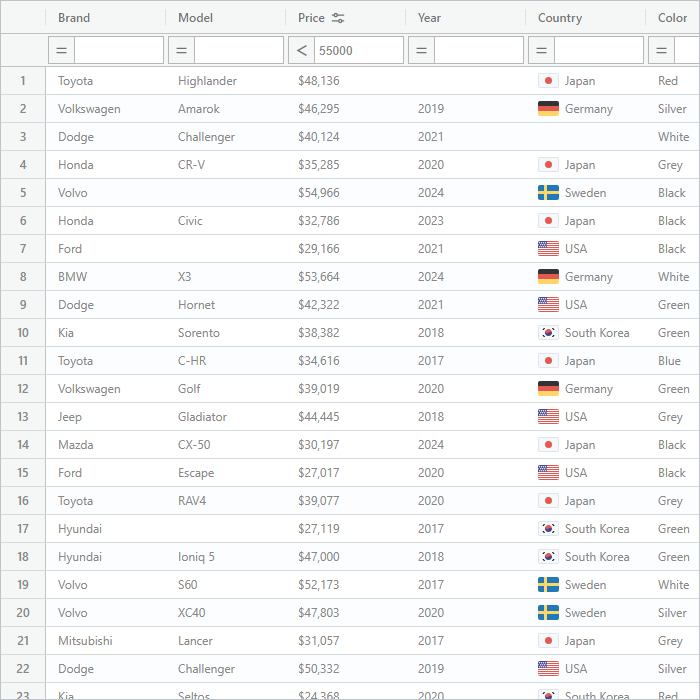 Brand Model Price Year Country Color
= = < 55000 = = =
1 Toyota Highlander $48,136 Japan Red
2 Volkswagen Amarok $46,295 2019 Germany Silver
3 Dodge Challenger $40,124 2021 White
4 Honda CR-V $35,285 2020 Japan Grey
5 Volvo $54,966 2024 Sweden Black
6 Honda Civic $32,786 2023 Japan Black
7 Ford $29,166 2021 USA Black
8 BMW X3 $53,664 2024 Germany White
9 Dodge Hornet $42,322 2021 USA Green
10 Kia Sorento $38,382 2018 South Korea Green
11 Toyota C-HR $34,616 2017 Japan Blue
12 Volkswagen Golf $39,019 2020 Germany Green
13 Jeep Gladiator $44,445 2018 USA Grey
14 Mazda CX-50 $30,197 2024 Japan Black
15 Ford Escape $27,017 2020 USA Black
16 Toyota RAV4 $39,077 2020 Japan Grey
17 Hyundai $27,119 2017 South Korea Green
18 Hyundai Ioniq 5 $47,000 2018 South Korea Green
19 Volvo S60 $52,173 2017 Sweden White
20 Volvo XC40 $47,803 2020 Sweden Silver
21 Mitsubishi Lancer $31,057 2017 Japan Grey
22 Dodge Challenger $50,332 2019 USA Silver
23 Kia Seltos $24,368 2020 South Korea Red